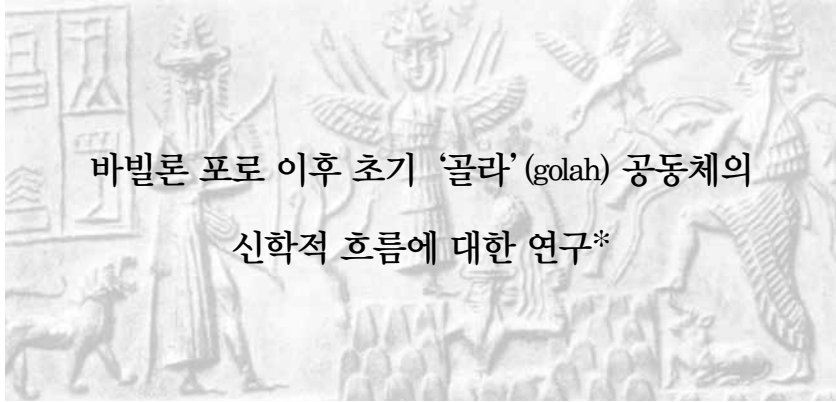 바빌론 포로 이후 초기 ‘골라’(golah) 공동체의
신학적 흐름에 대한 연구*